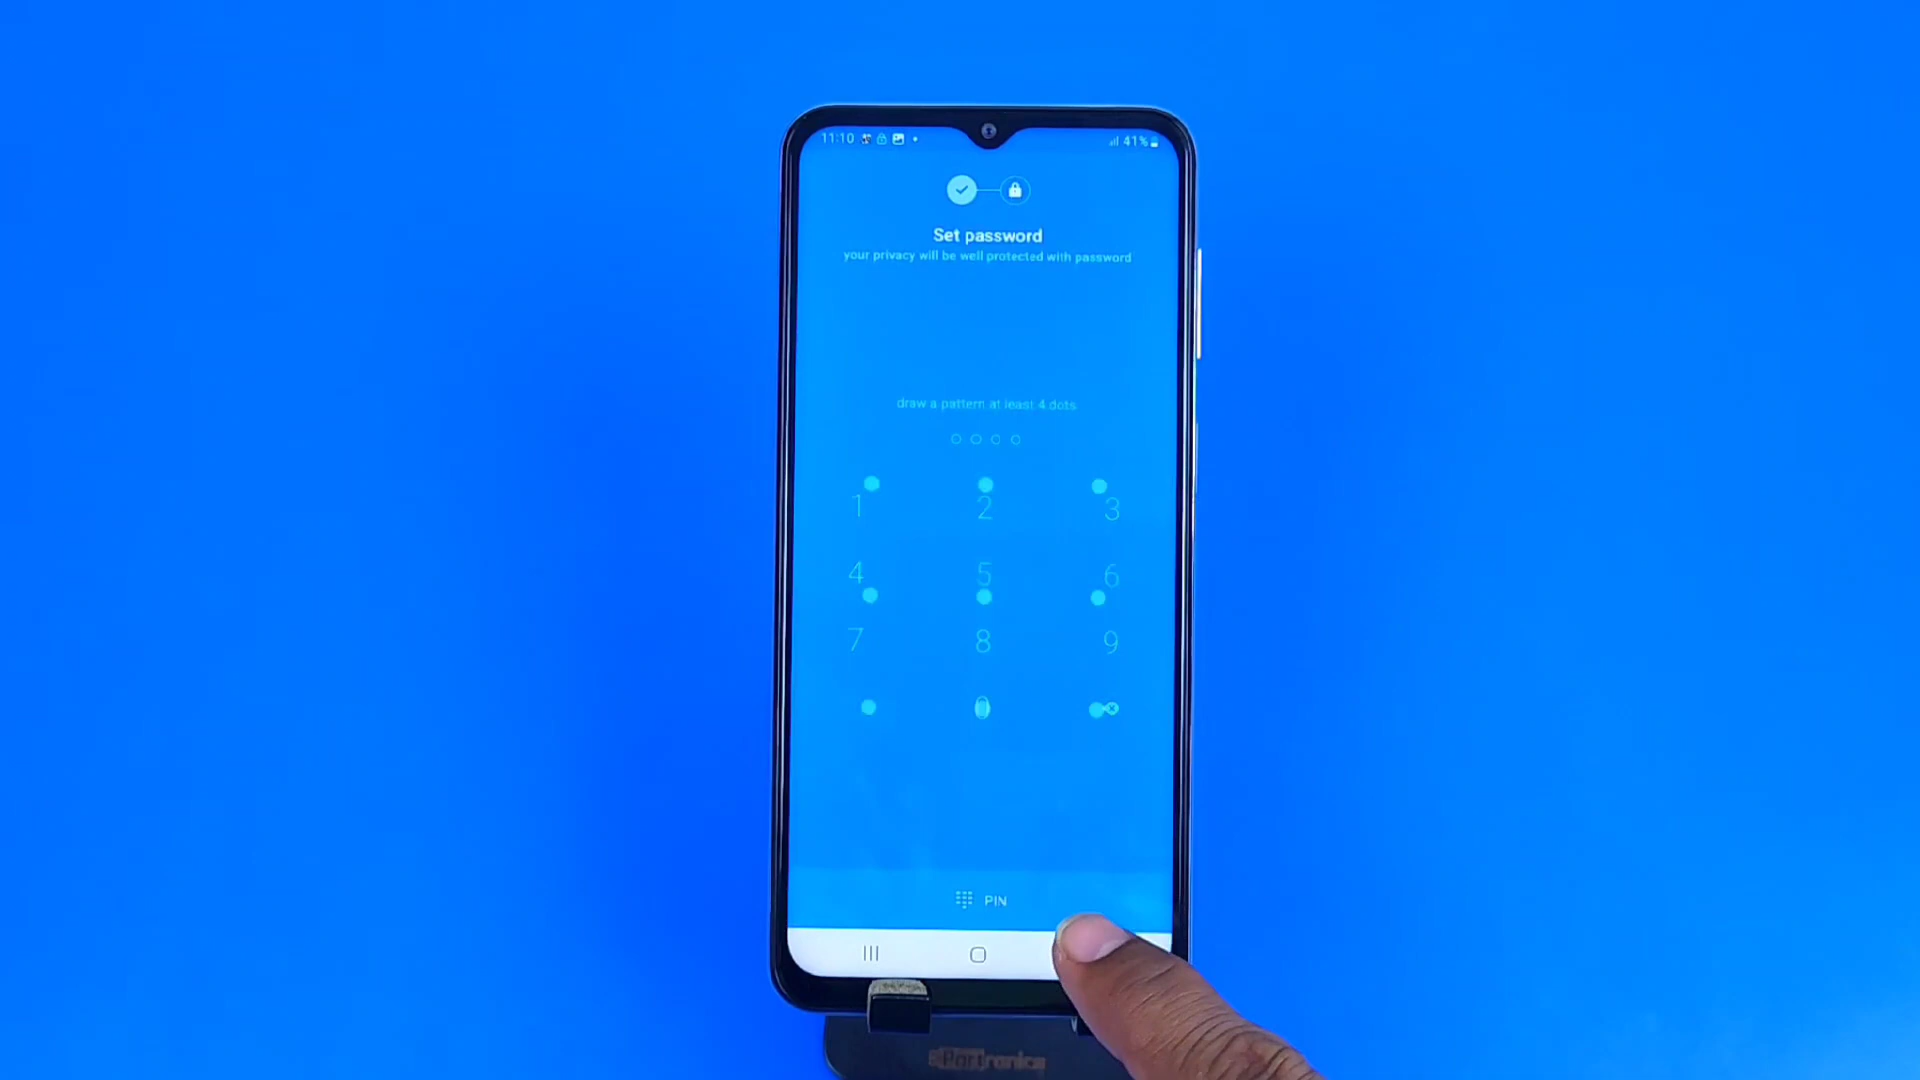 11:10 41%
Set password
your privacy will be well protected with password
draw a pattern at least 4 dots
1 2 3
4 5 6
7 8 9
0
PIN
Portronics